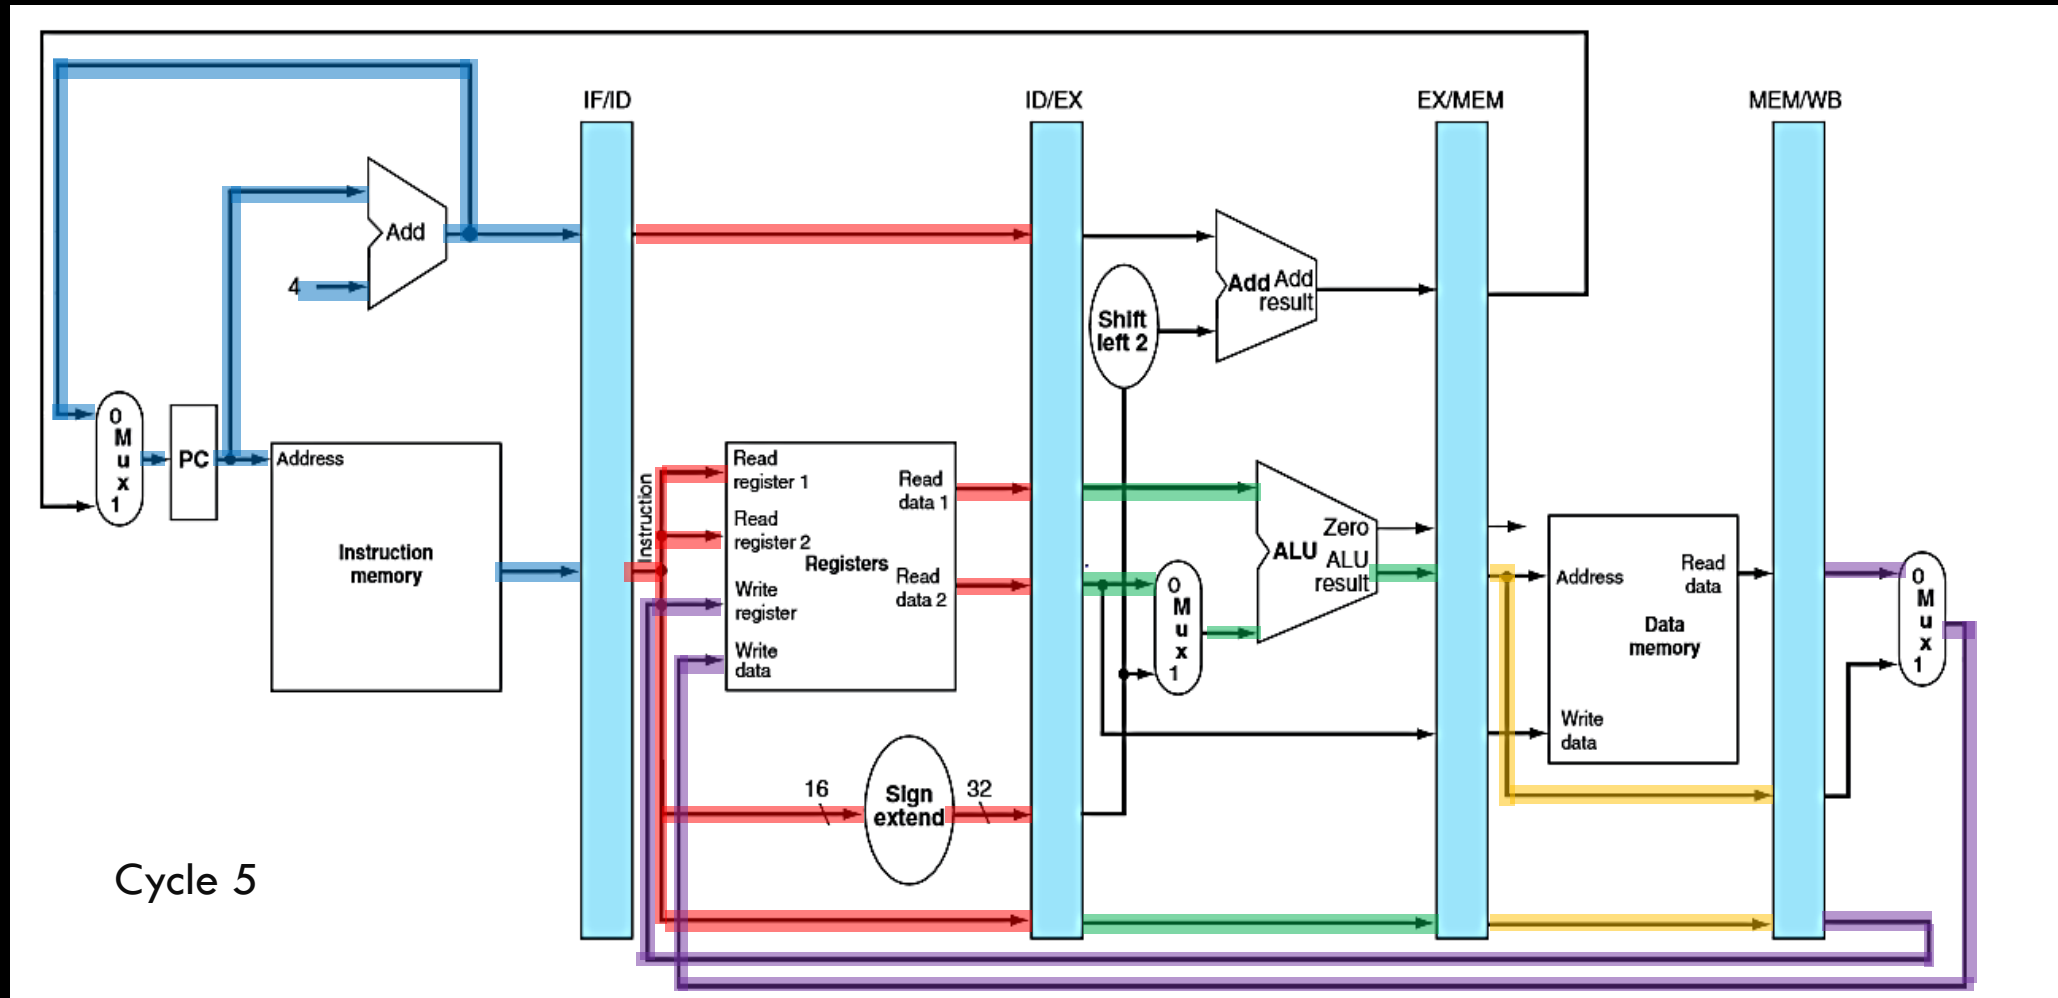 IF/ID
ID/EX
EX/MEM
MEM/WB
Add
4
Add Add
result
Shift
left 2
0
M
u
x
1
PC
Address
Instruction
memory
Instruction
Read
register 1
Read
register 2
Write
register
Write
data
Registers
Read
data 1
Read
data 2
16
Sign
extend
32
0
M
u
x
1
Zero
ALU
ALU
result
Address
Read
data
Data
memory
Write
data
0
M
u
x
1
Cycle 5